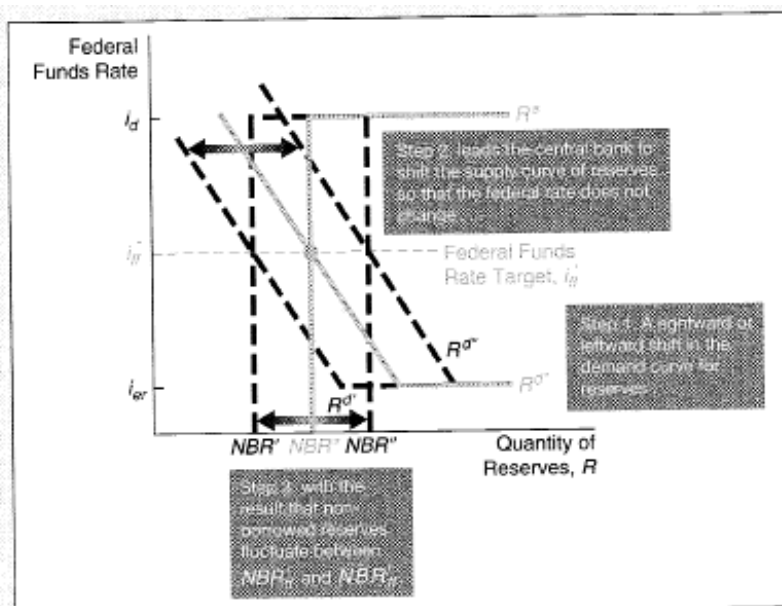 Federal
Funds Rate
i_d
R^s
Step 2. leads the central bank to
shift the supply curve of reserves
so that the federal rate does not
change
i*_ff
Federal Funds
Rate Target, i*_ff
Step 1. A rightward or
leftward shift in the
demand curve for
reserves
R^d″
i_er
R^d′
R^d*
NBR′ NBR* NBR″
Quantity of
Reserves, R
Step 3. with the
result that non-
borrowed reserves
fluctuate between
and